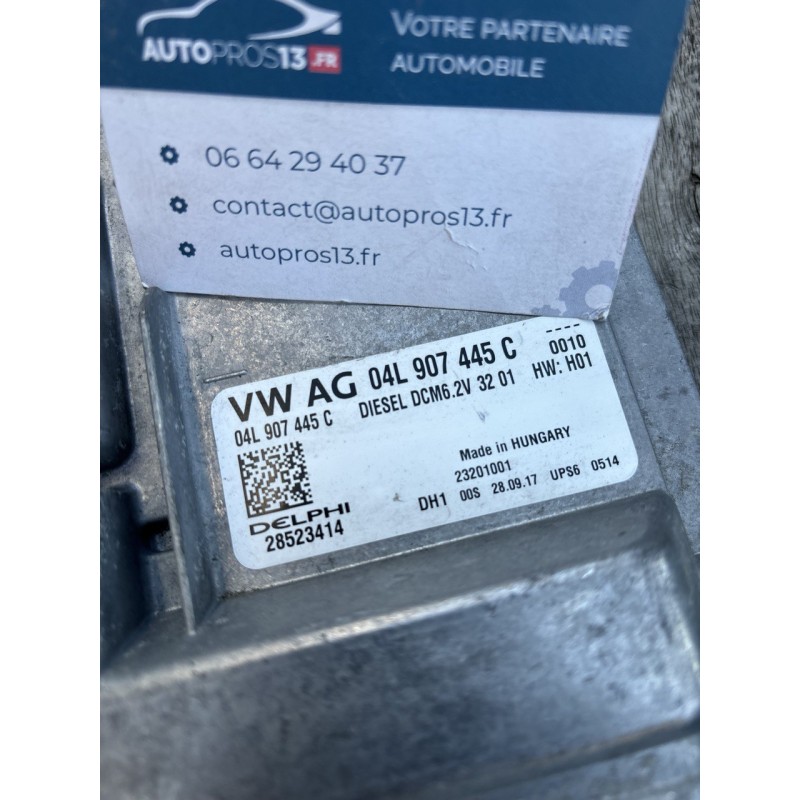 AUTOPROS13.FR
VOTRE PARTENAIRE
AUTOMOBILE
06 64 29 40 37
contact@autopros13.fr
autopros13.fr
----
VW AG 04L 907 445 C 0010
04L 907 445 C DIESEL DCM6.2V 32 01 HW: H01
Made in HUNGARY
23201001
DH1 00S 28.09.17 UPS6 0514
DELPHI
28523414